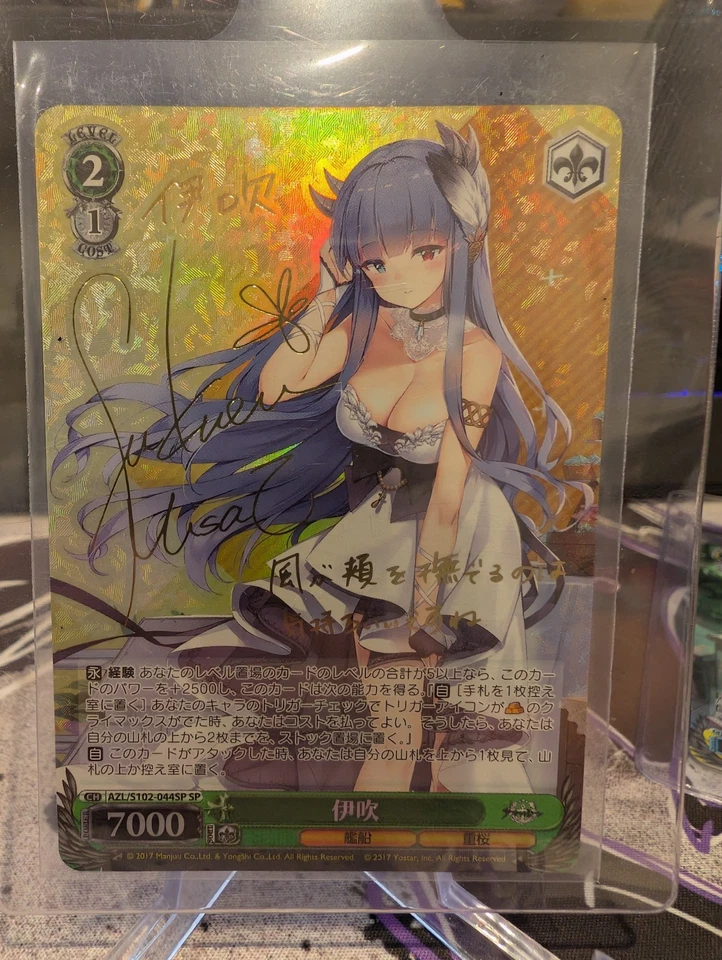 LEVEL
2
1
COST
伊吹
風が頬を撫でるのは
永 経験 あなたのレベル置場のカードのレベルの合計が5以上なら、このカー
ドのパワーを+2500し、このカードは次の能力を得る。『自 [手札を1枚控え
室に置く] あなたのキャラのトリガーチェックでトリガーアイコンが の
クライマックスがでた時、あなたはコストを払ってよい。そうしたら、あなたは
自分の山札の上から2枚までを、ストック置場に置く。』
自 このカードがアタックした時、あなたは自分の山札を上から1枚見て、山
札の上か控え室に置く。
CH AZL/S102-044SP SP
7000
伊吹
艦船
重桜
© 2017 Manjuu Co.,Ltd. & YongShi Co.,Ltd. All Rights Reserved. © 2017 Yostar, Inc. All Rights Reserved.